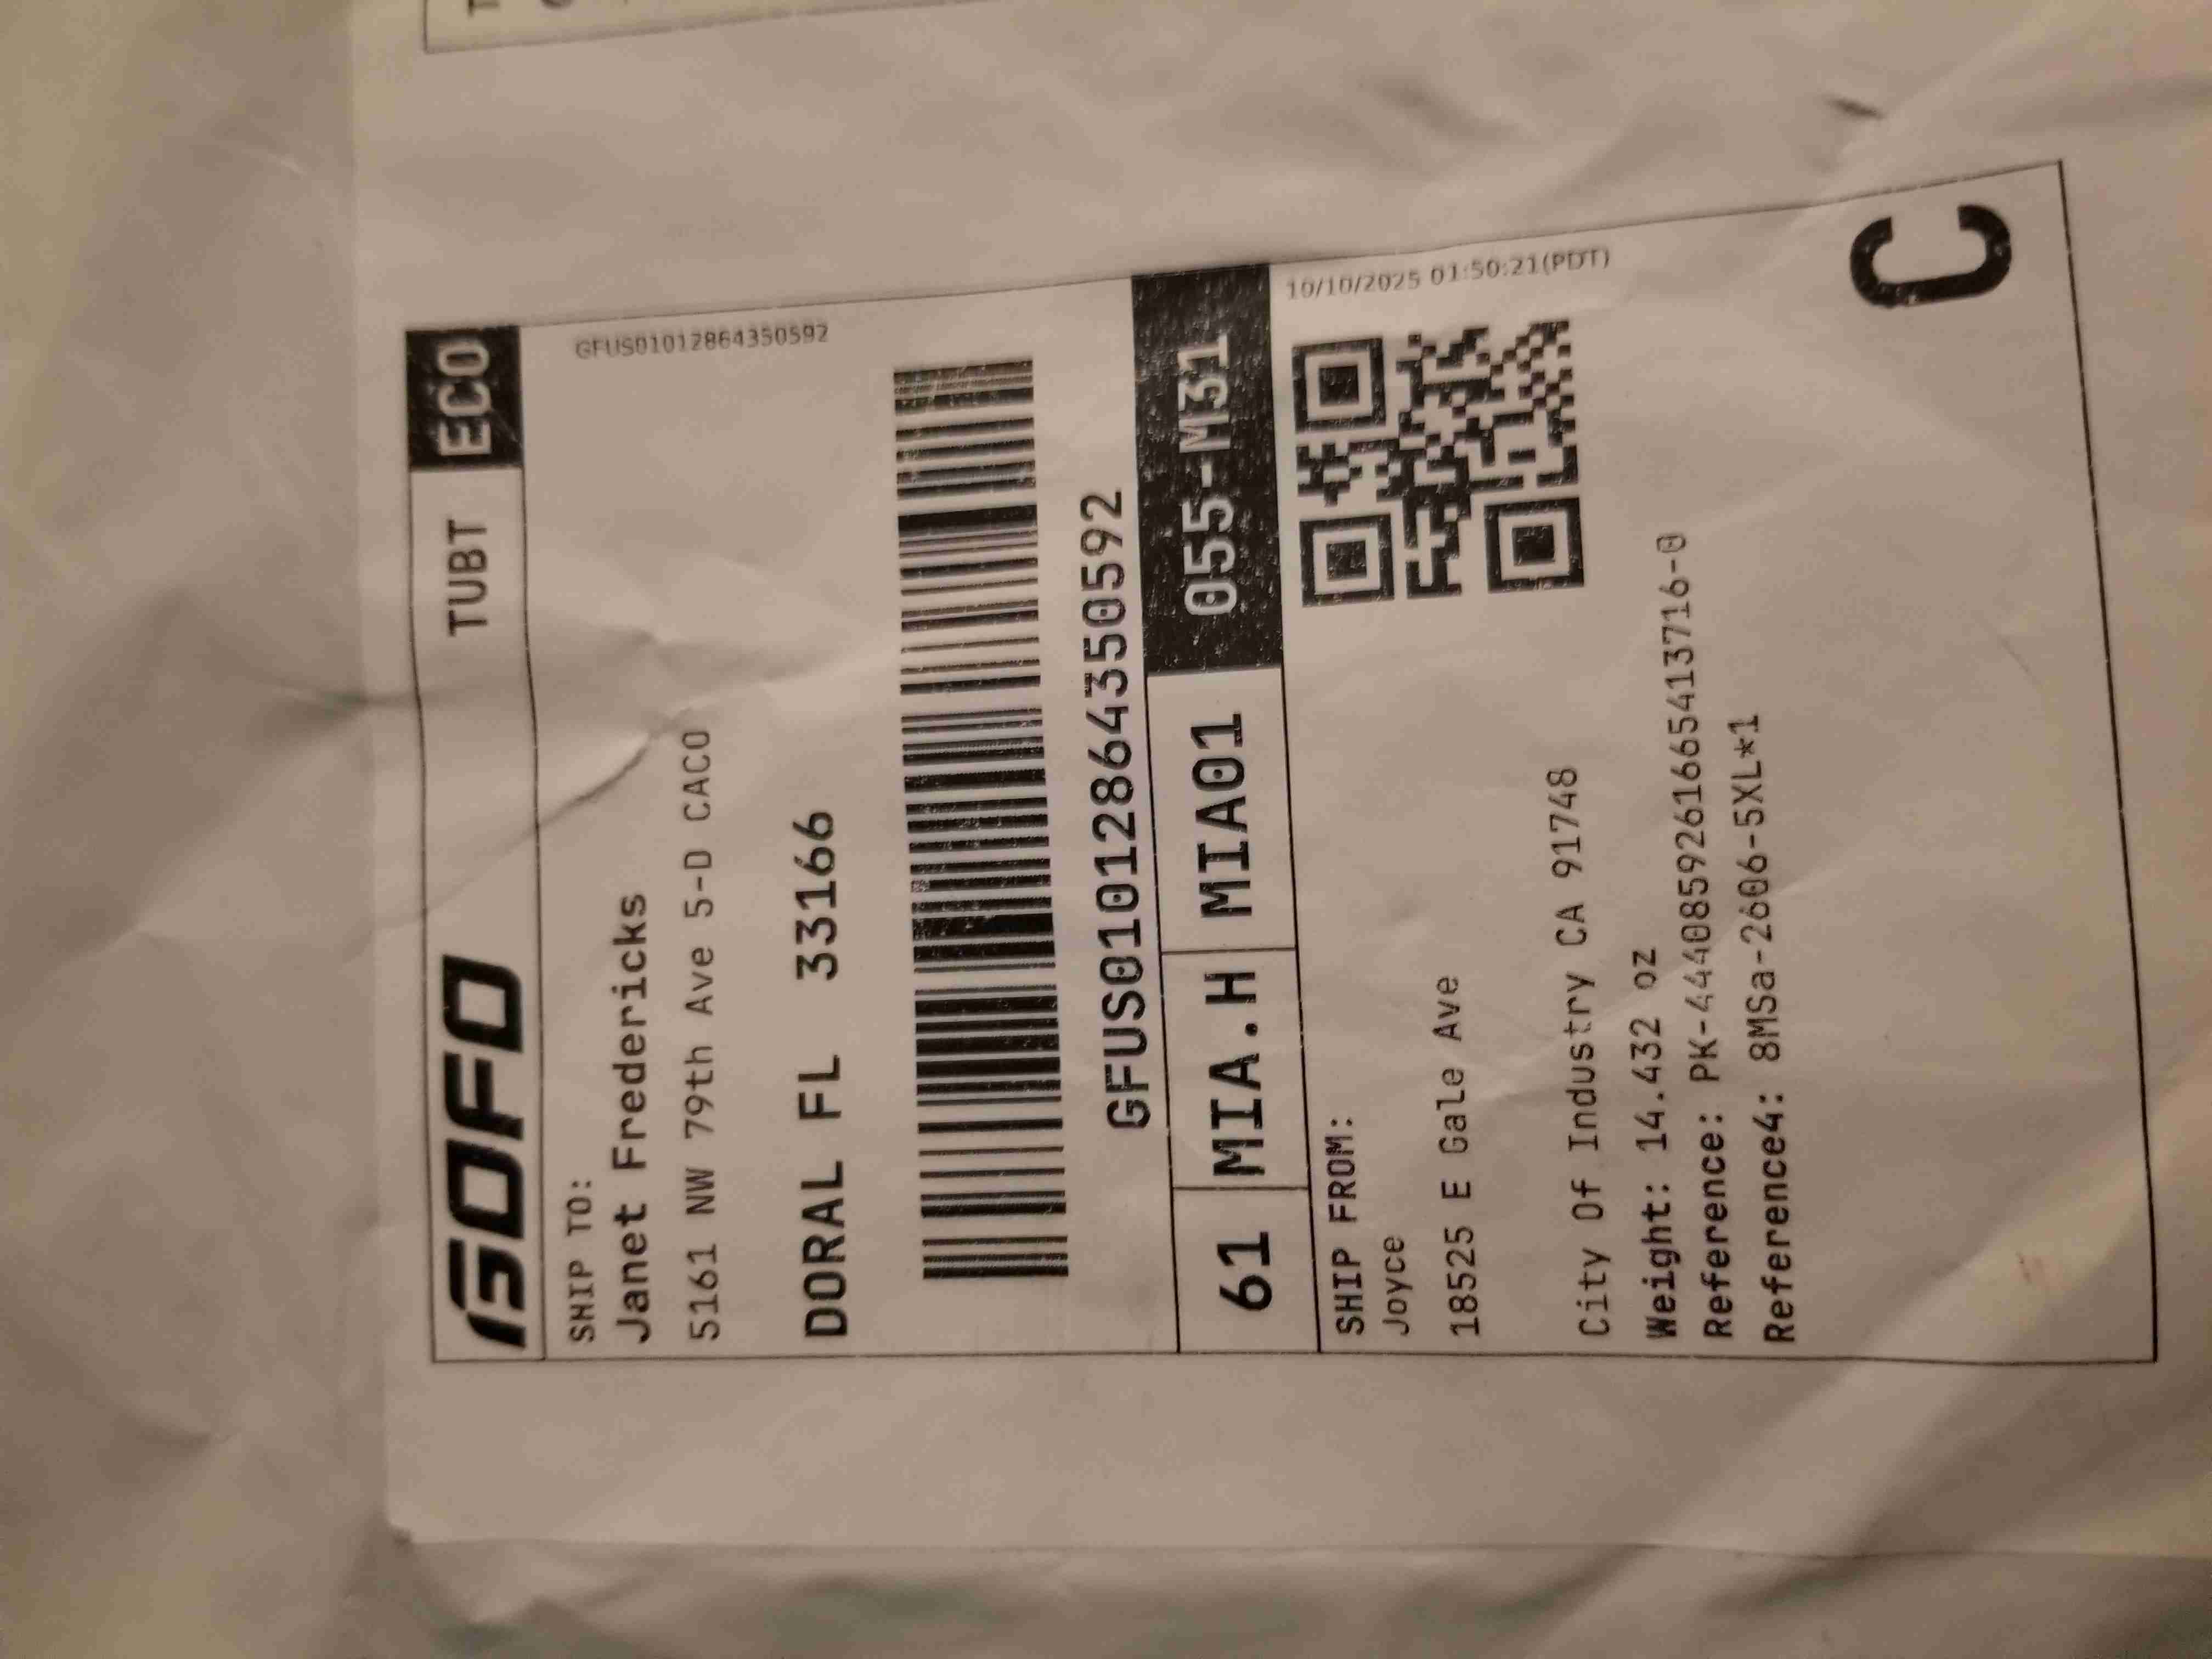 GOFO TUBT ECO
GFUS01012864350592
SHIP TO:
Janet Fredericks
5161 NW 79th Ave 5-D CACO
DORAL FL 33166
GFUS01012864350592
61 MIA.H MIA01 055-M31
10/10/2025 01:50:21(PDT)
SHIP FROM:
Joyce
18525 E Gale Ave
City Of Industry CA 91748
Weight: 14.432 oz
Reference: PK-4440859261665413716-0
Reference4: 8MSa-2606-5XL*1
C